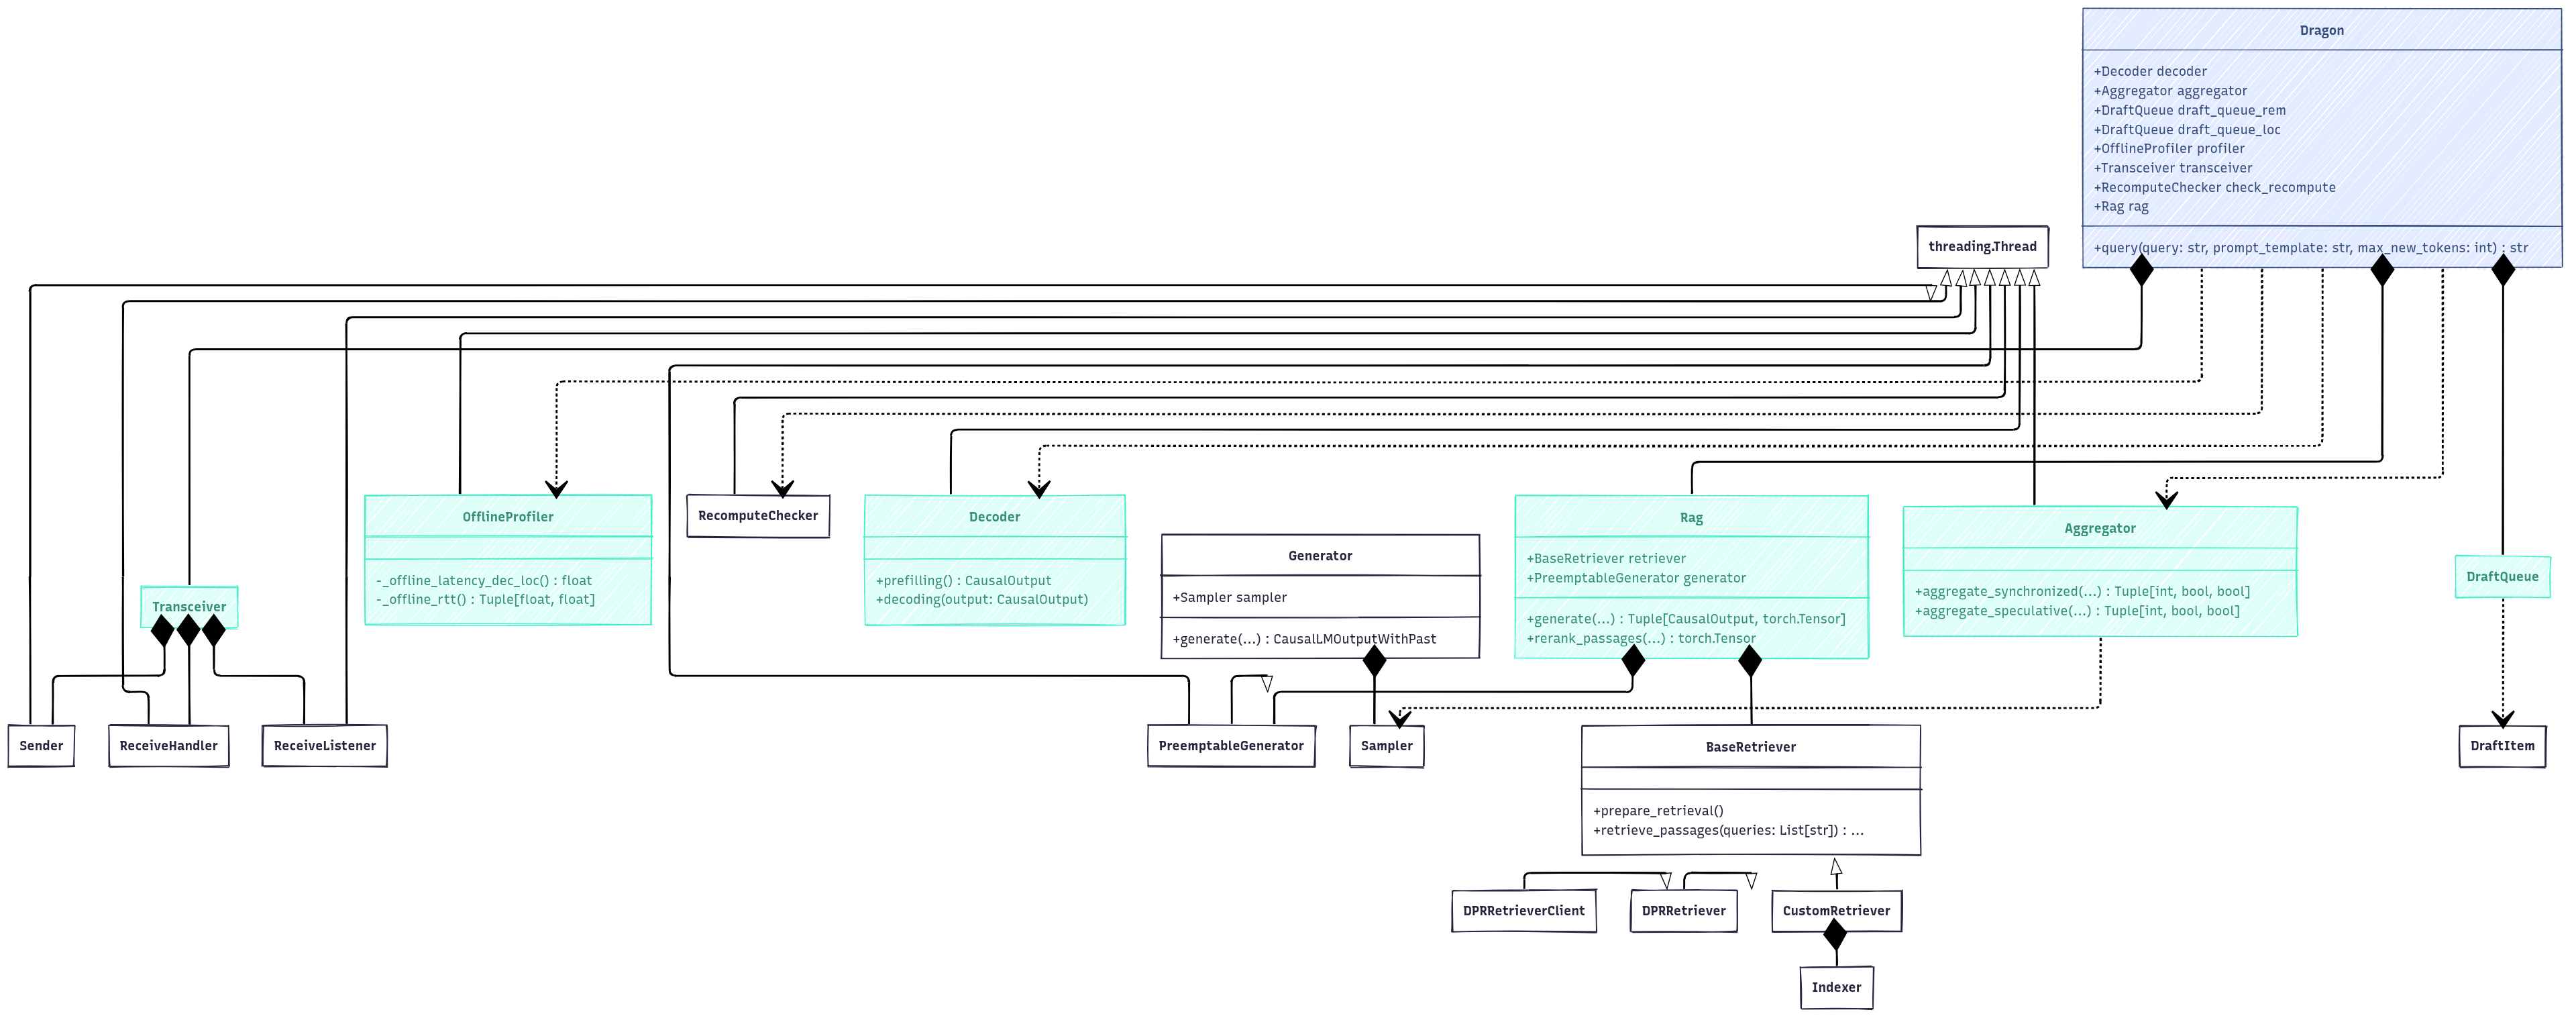 Dragon
+Decoder decoder
+Aggregator aggregator
+DraftQueue draft_queue_rem
+DraftQueue draft_queue_loc
+OfflineProfiler profiler
+Transceiver transceiver
+RecomputeChecker check_recompute
+Rag rag
+query(query: str, prompt_template: str, max_new_tokens: int) : str
threading.Thread
OfflineProfiler
-_offline_latency_dec_loc() : float
-_offline_rtt() : Tuple[float, float]
RecomputeChecker
Decoder
+prefilling() : CausalOutput
+decoding(output: CausalOutput)
Generator
+Sampler sampler
+generate(...) : CausalLMOutputWithPast
Rag
+BaseRetriever retriever
+PreemptableGenerator generator
+generate(...) : Tuple[CausalOutput, torch.Tensor]
+rerank_passages(...) : torch.Tensor
Aggregator
+aggregate_synchronized(...) : Tuple[int, bool, bool]
+aggregate_speculative(...) : Tuple[int, bool, bool]
DraftQueue
Transceiver
Sender
ReceiveHandler
ReceiveListener
PreemptableGenerator
Sampler
BaseRetriever
+prepare_retrieval()
+retrieve_passages(queries: List[str]) : ...
DraftItem
DPRRetrieverClient
DPRRetriever
CustomRetriever
Indexer